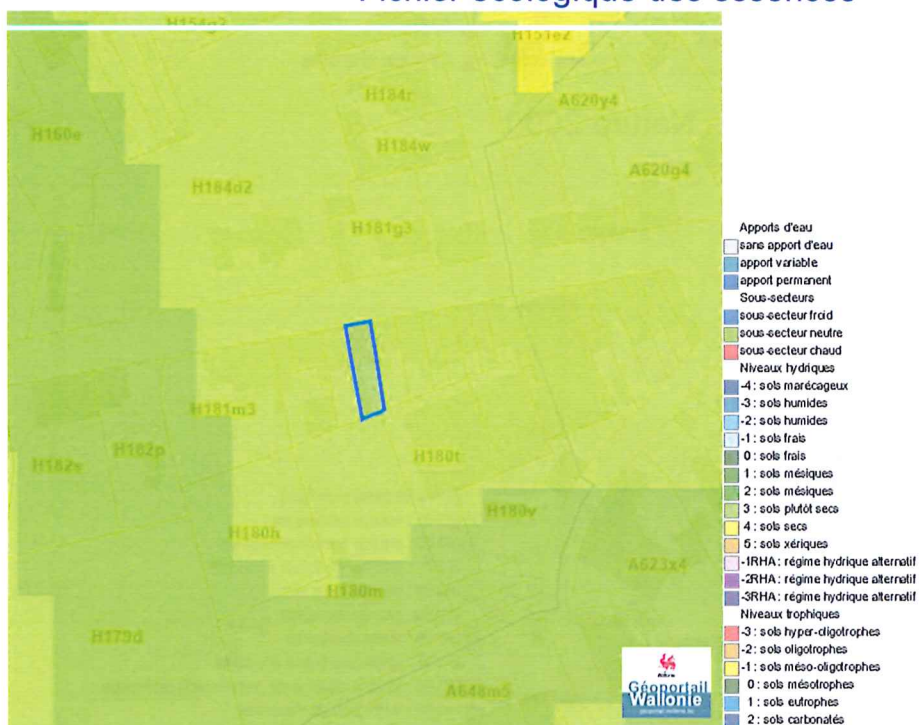 Fichier écologique des essences
H154g2
H151e2
H184r
A620y4
H160e
H184w
A620g4
H184d2
H181g3
H181m3
H182p
H182s
H180t
H180v
H180h
A623x4
H180m
H179d
A648m5
Géoportail
Wallonie
Apports d'eau
sans apport d'eau
apport variable
apport permanent
Sous-secteurs
sous-secteur froid
sous-secteur neutre
sous-secteur chaud
Niveaux hydriques
-4 : sols marécageux
-3 : sols humides
-2 : sols humides
-1 : sols frais
0 : sols frais
1 : sols mésiques
2 : sols mésiques
3 : sols plutôt secs
4 : sols secs
5 : sols xériques
-1RHA : régime hydrique alternatif
-2RHA : régime hydrique alternatif
-3RHA : régime hydrique alternatif
Niveaux trophiques
-3 : sols hyper-oligotrophes
-2 : sols oligotrophes
-1 : sols méso-oligotrophes
0 : sols mésotrophes
1 : sols eutrophes
2 : sols carbonatés